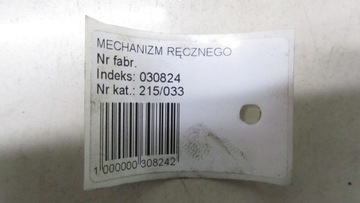 MECHANIZM RĘCZNEGO
Nr fabr.
Indeks: 030824
Nr kat.: 215/033
1 000000 308242